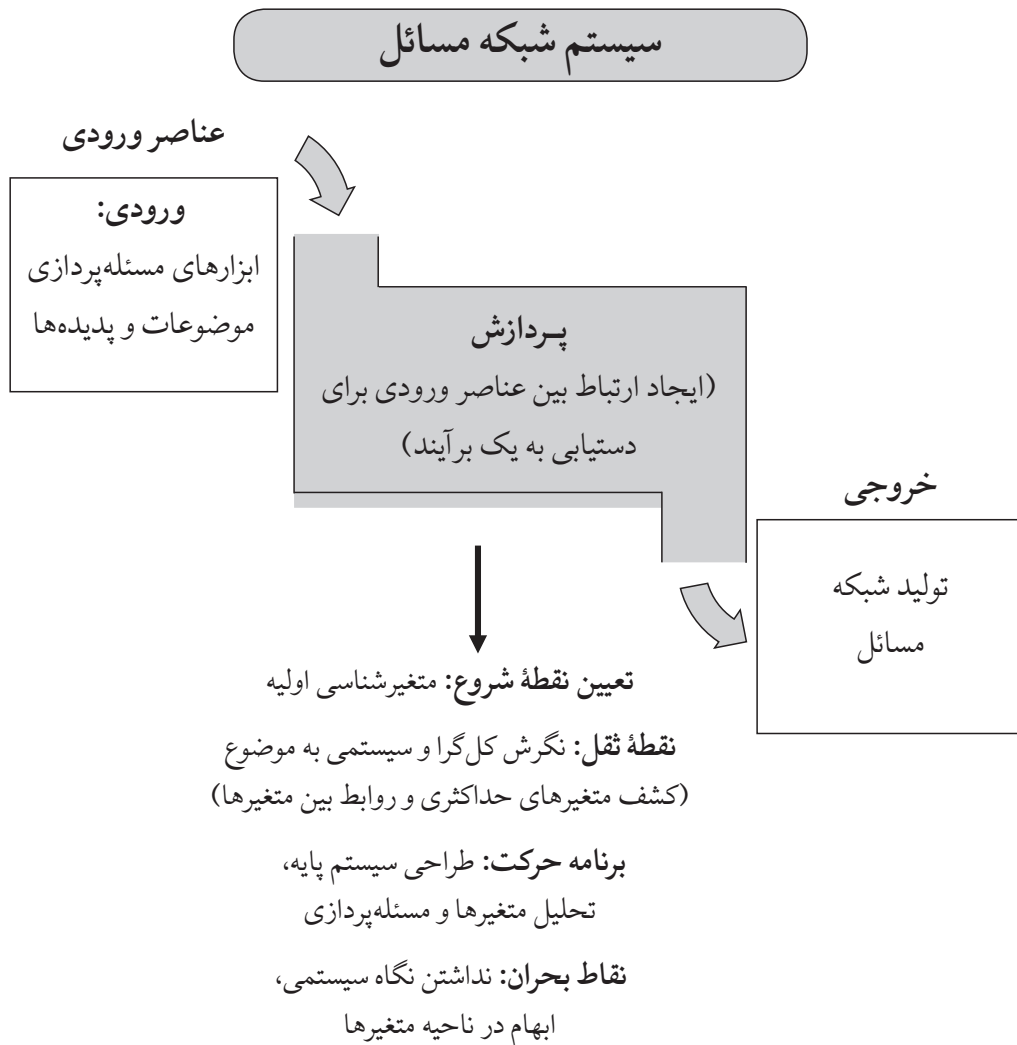 سیستم شبکه مسائل
عناصر ورودی
ورودی:
ابزارهای مسئله‌پردازی
موضوعات و پدیده‌ها
پــردازش
(ایجاد ارتباط بین عناصر ورودی برای
دستیابی به یک برآیند)
خروجی
تولید شبکه
مسائل
تعیین نقطهٔ شروع: متغیرشناسی اولیه
نقطهٔ ثقل: نگرش کل‌گرا و سیستمی به موضوع
(کشف متغیرهای حداکثری و روابط بین متغیرها)
برنامه حرکت: طراحی سیستم پایه،
تحلیل متغیرها و مسئله‌پردازی
نقاط بحران: نداشتن نگاه سیستمی،
ابهام در ناحیه متغیرها